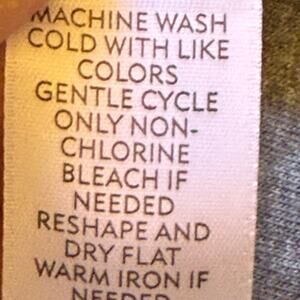 MACHINE WASH
COLD WITH LIKE
COLORS
GENTLE CYCLE
ONLY NON-
CHLORINE
BLEACH IF
NEEDED
RESHAPE AND
DRY FLAT
WARM IRON IF
NEEDED